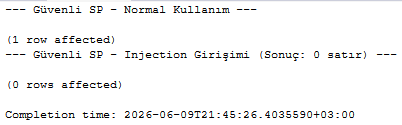 --- Güvenli SP - Normal Kullanım ---
(1 row affected)
--- Güvenli SP - Injection Girişimi (Sonuç: 0 satır) ---
(0 rows affected)
Completion time: 2026-06-09T21:45:26.4035590+03:00